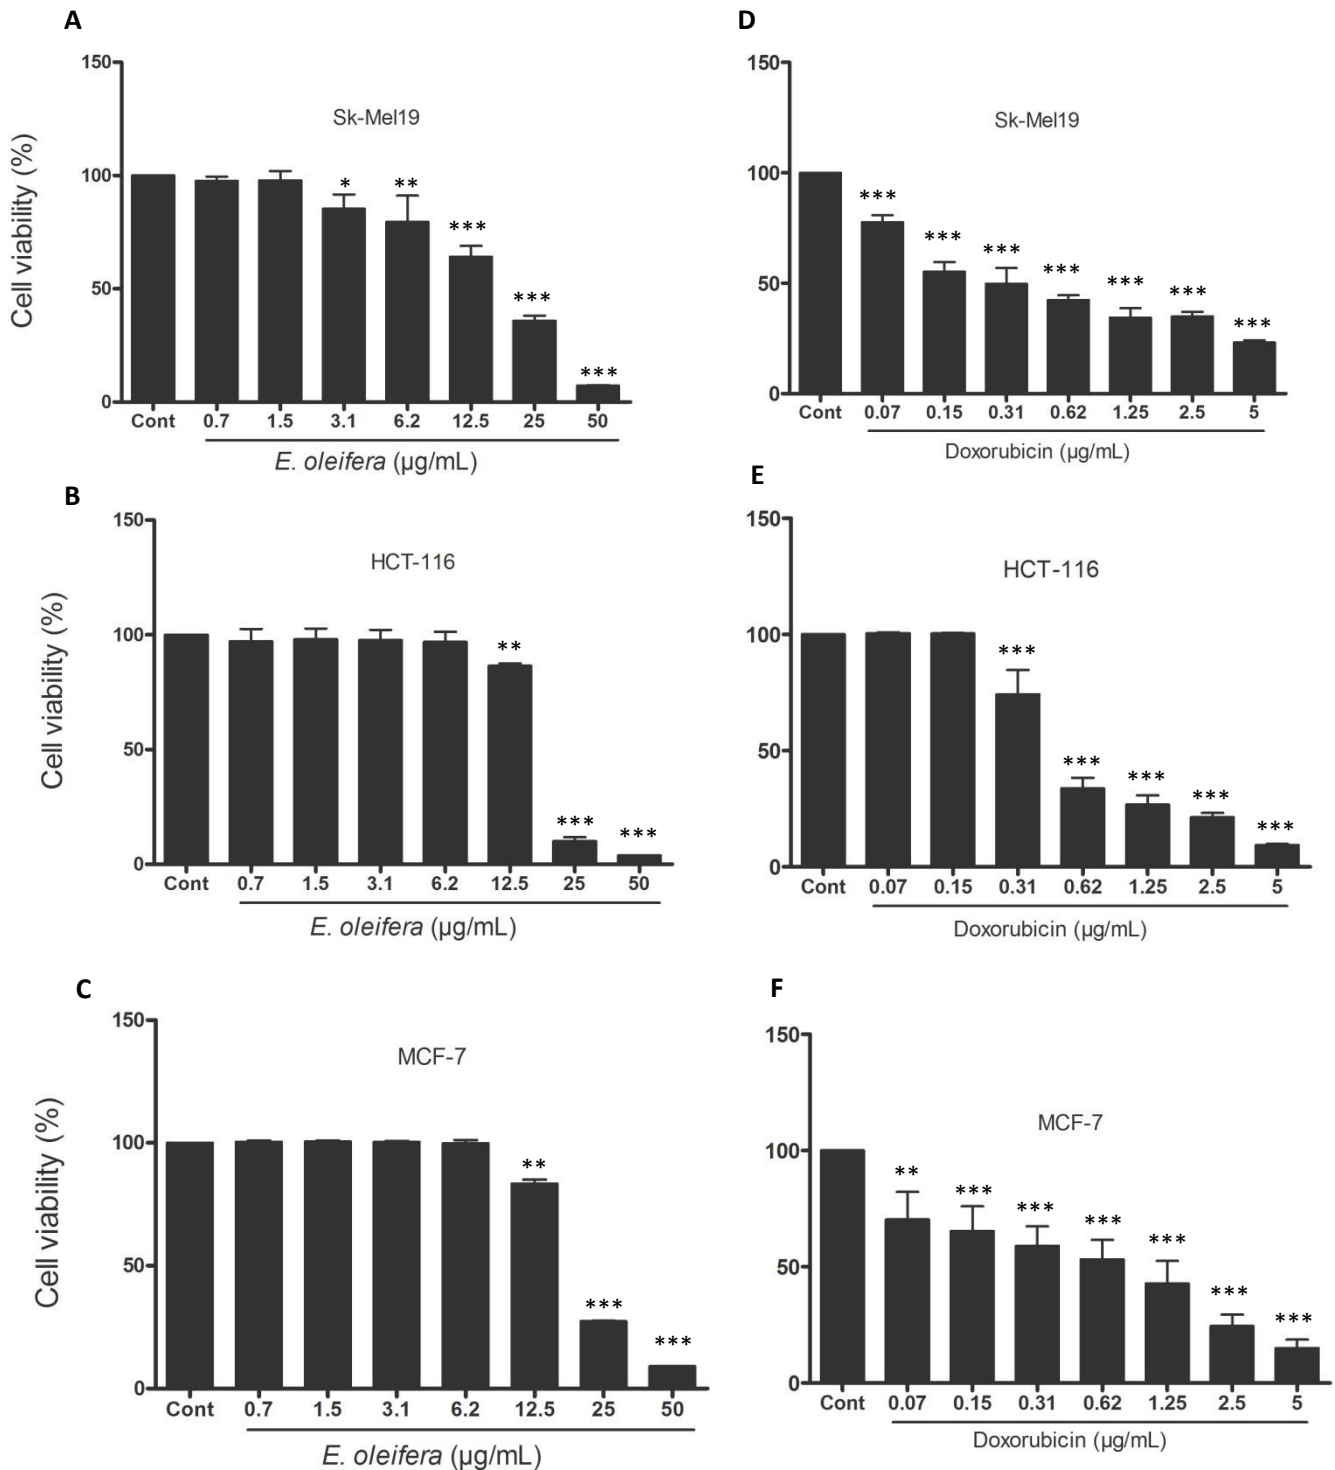 A
Cell viability (%)
150
100
50
0
Sk-Mel19
*
**
***
***
***
Cont 0.7 1.5 3.1 6.2 12.5 25 50
E. oleifera (µg/mL)
D
150
100
50
0
Sk-Mel19
***
***
***
***
***
***
***
Cont 0.07 0.15 0.31 0.62 1.25 2.5 5
Doxorubicin (µg/mL)
B
Cell viability (%)
150
100
50
0
HCT-116
**
***
***
Cont 0.7 1.5 3.1 6.2 12.5 25 50
E. oleifera (µg/mL)
E
150
100
50
0
HCT-116
***
***
***
***
***
Cont 0.07 0.15 0.31 0.62 1.25 2.5 5
Doxorubicin (µg/mL)
C
Cell viability (%)
150
100
50
0
MCF-7
**
***
***
Cont 0.7 1.5 3.1 6.2 12.5 25 50
E. oleifera (µg/mL)
F
150
100
50
0
MCF-7
**
***
***
***
***
***
***
Cont 0.07 0.15 0.31 0.62 1.25 2.5 5
Doxorubicin (µg/mL)